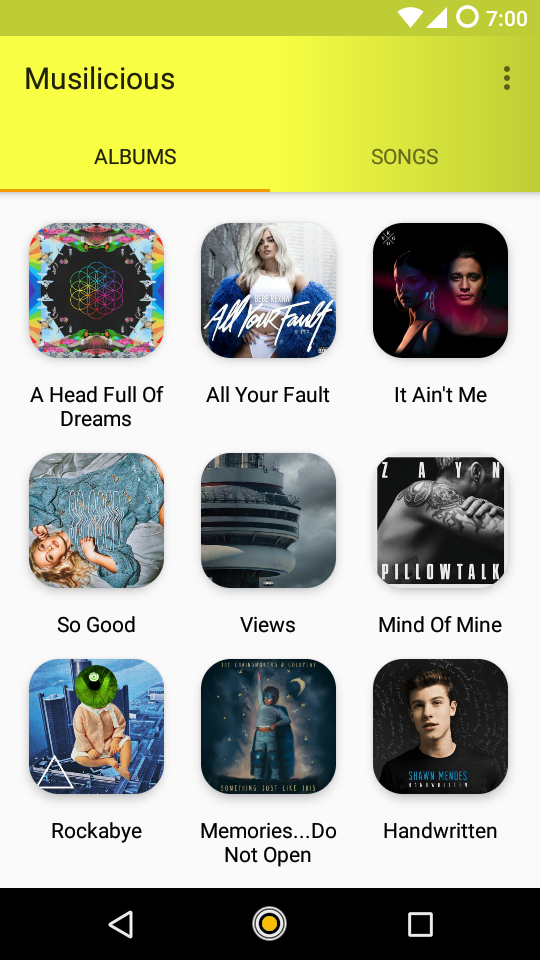 7:00
Musilicious
ALBUMS
SONGS
BEBE REXHA
All Your Fault
K
S G
O
A Head Full Of
Dreams
All Your Fault
It Ain't Me
ZAYN
PILLOWTALK
So Good
Views
Mind Of Mine
THE CHAINSMOKERS & COLDPLAY
SOMETHING JUST LIKE THIS
SHAWN MENDES
HANDWRITTEN
Rockabye
Memories...Do
Not Open
Handwritten